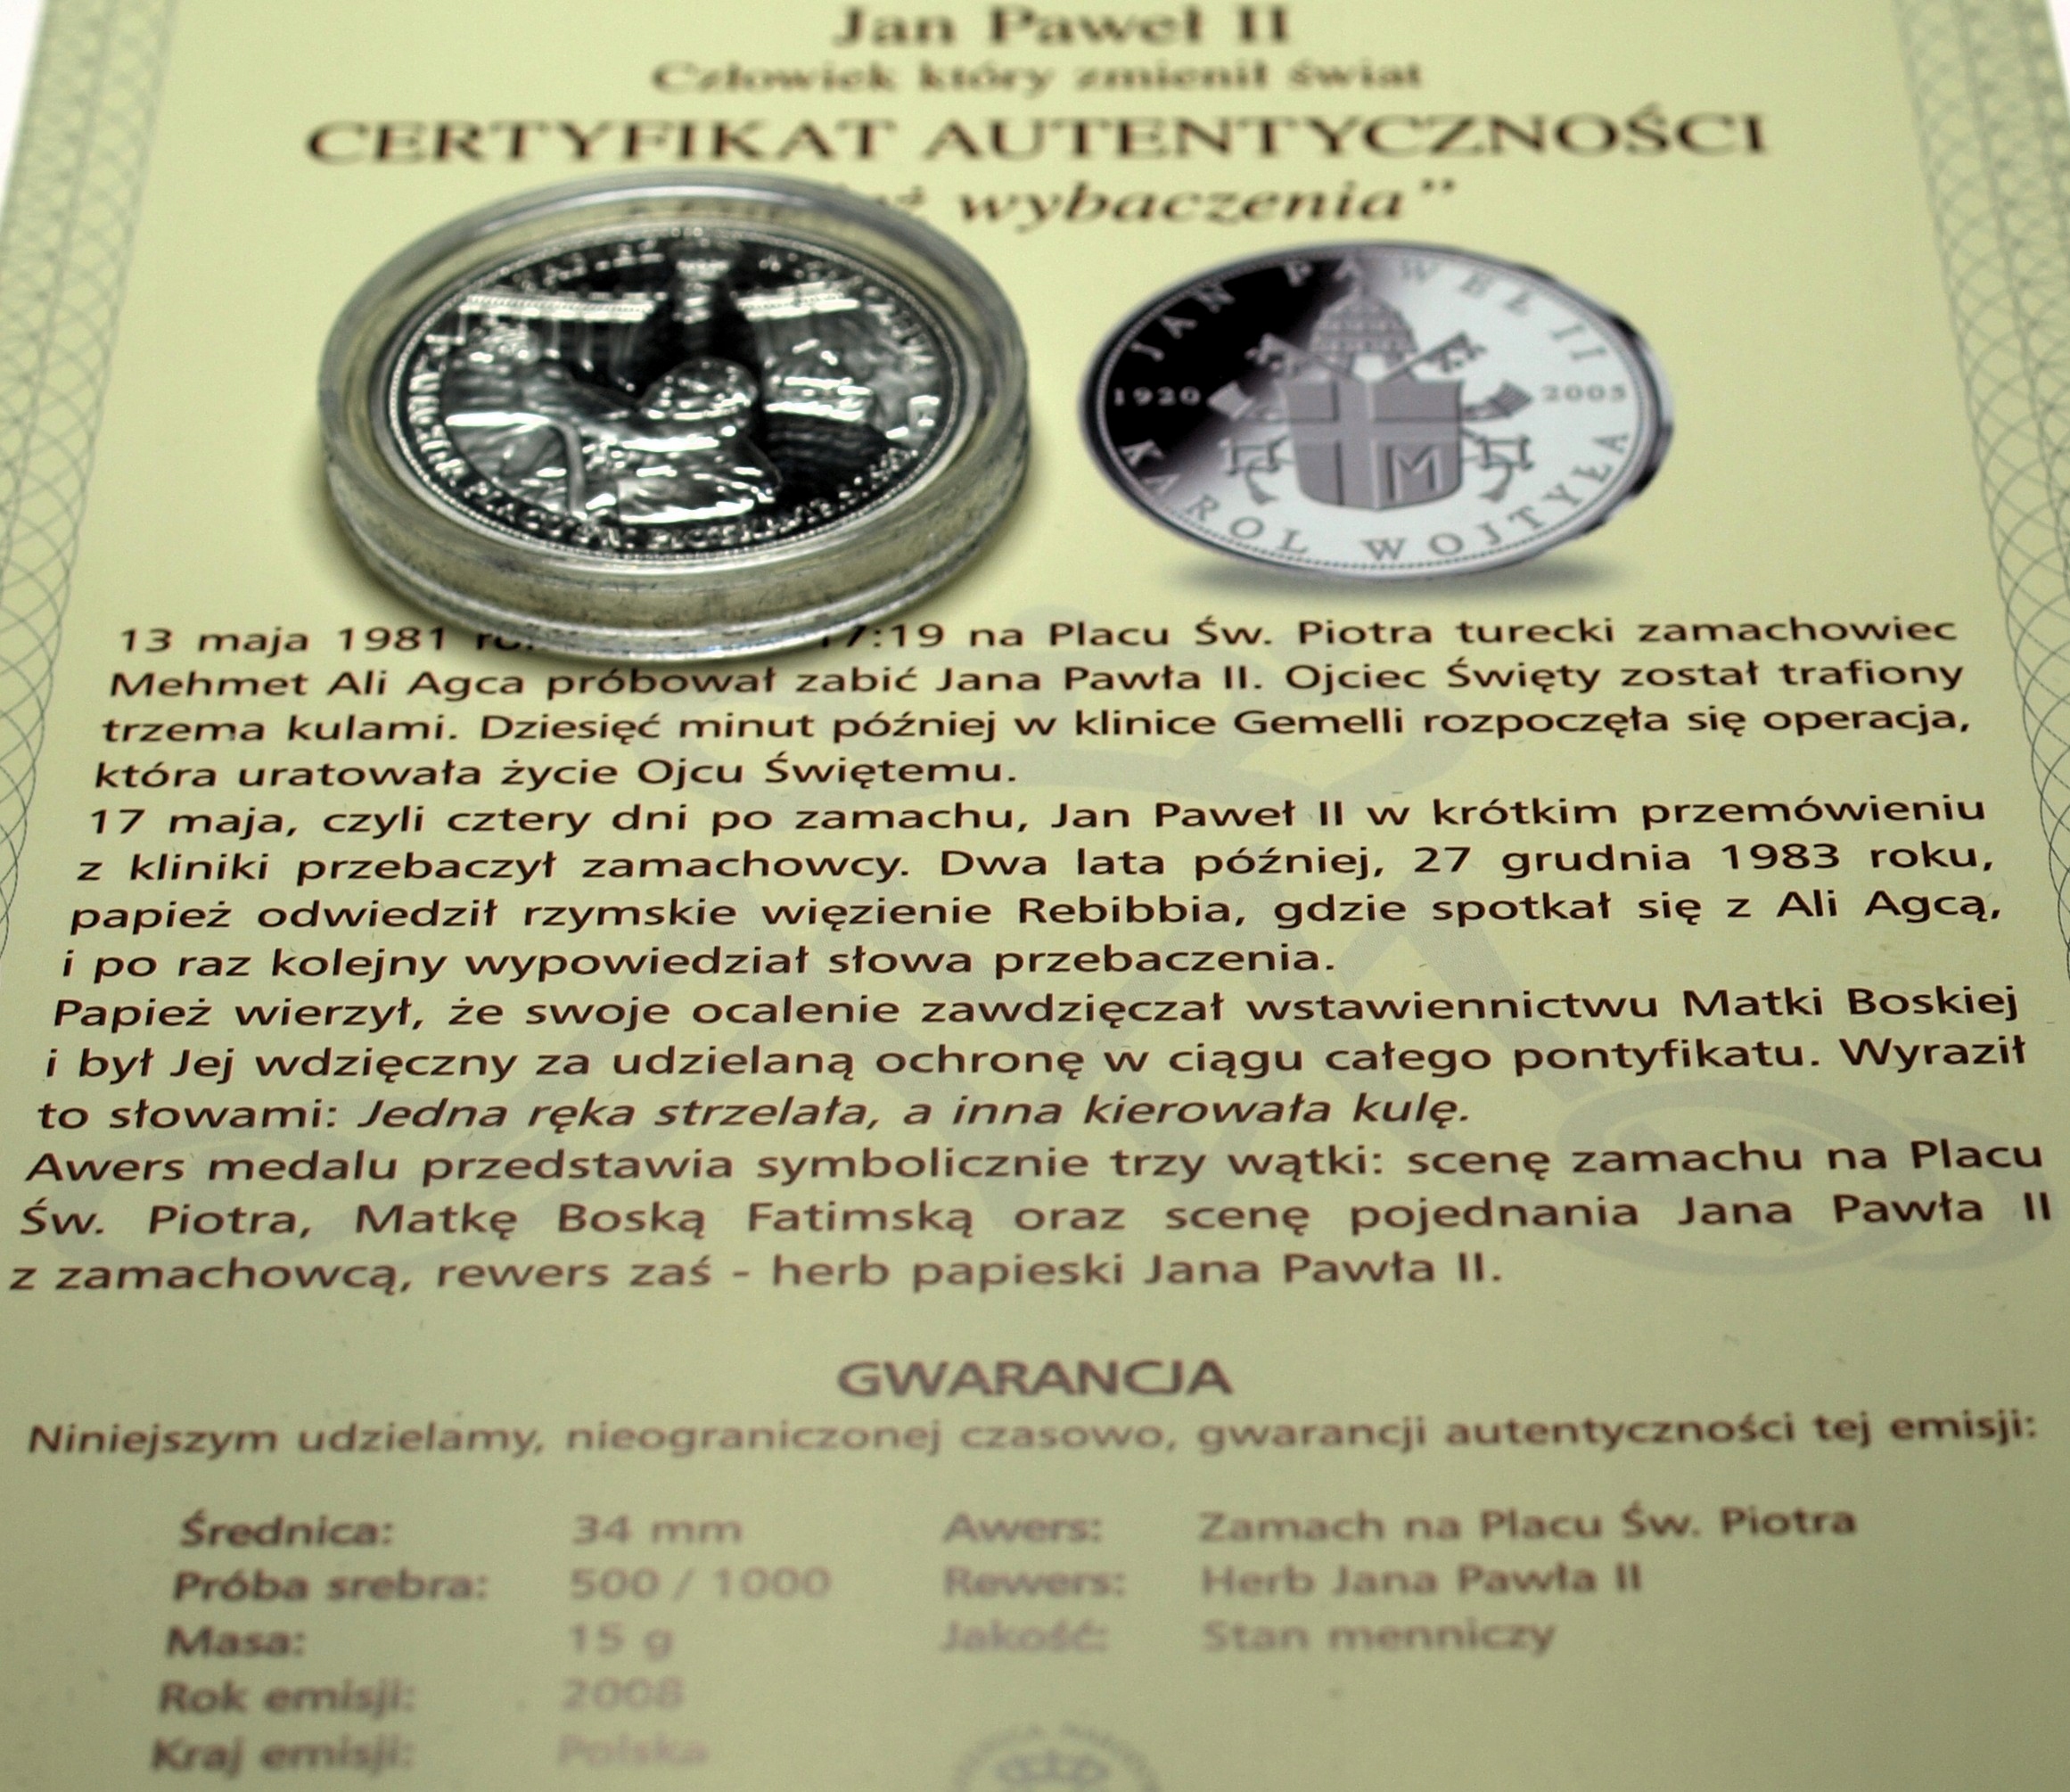 Jan Paweł II
Człowiek który zmienił świat
CERTYFIKAT AUTENTYCZNOŚCI
wybaczenia”
JAN PAWEŁ II
1920 2005
KAROL WOJTYŁA
13 maja 1981 17:19 na Placu Św. Piotra turecki zamachowiec
Mehmet Ali Agca próbował zabić Jana Pawła II. Ojciec Święty został trafiony
trzema kulami. Dziesięć minut później w klinice Gemelli rozpoczęła się operacja,
która uratowała życie Ojcu Świętemu.
17 maja, czyli cztery dni po zamachu, Jan Paweł II w krótkim przemówieniu
z kliniki przebaczył zamachowcy. Dwa lata później, 27 grudnia 1983 roku,
papież odwiedził rzymskie więzienie Rebibbia, gdzie spotkał się z Ali Agcą,
i po raz kolejny wypowiedział słowa przebaczenia.
Papież wierzył, że swoje ocalenie zawdzięczał wstawiennictwu Matki Boskiej
i był Jej wdzięczny za udzielaną ochronę w ciągu całego pontyfikatu. Wyraził
to słowami: Jedna ręka strzelała, a inna kierowała kulę.
Awers medalu przedstawia symbolicznie trzy wątki: scenę zamachu na Placu
Św. Piotra, Matkę Boską Fatimską oraz scenę pojednania Jana Pawła II
z zamachowcą, rewers zaś - herb papieski Jana Pawła II.
GWARANCJA
Niniejszym udzielamy, nieograniczonej czasowo, gwarancji autentyczności tej emisji:
Średnica: 34 mm Awers: Zamach na Placu Św. Piotra
Próba srebra: 500 / 1000 Rewers: Herb Jana Pawła II
Masa: 15 g Jakość: Stan menniczy
Rok emisji: 2008
Kraj emisji: Polska